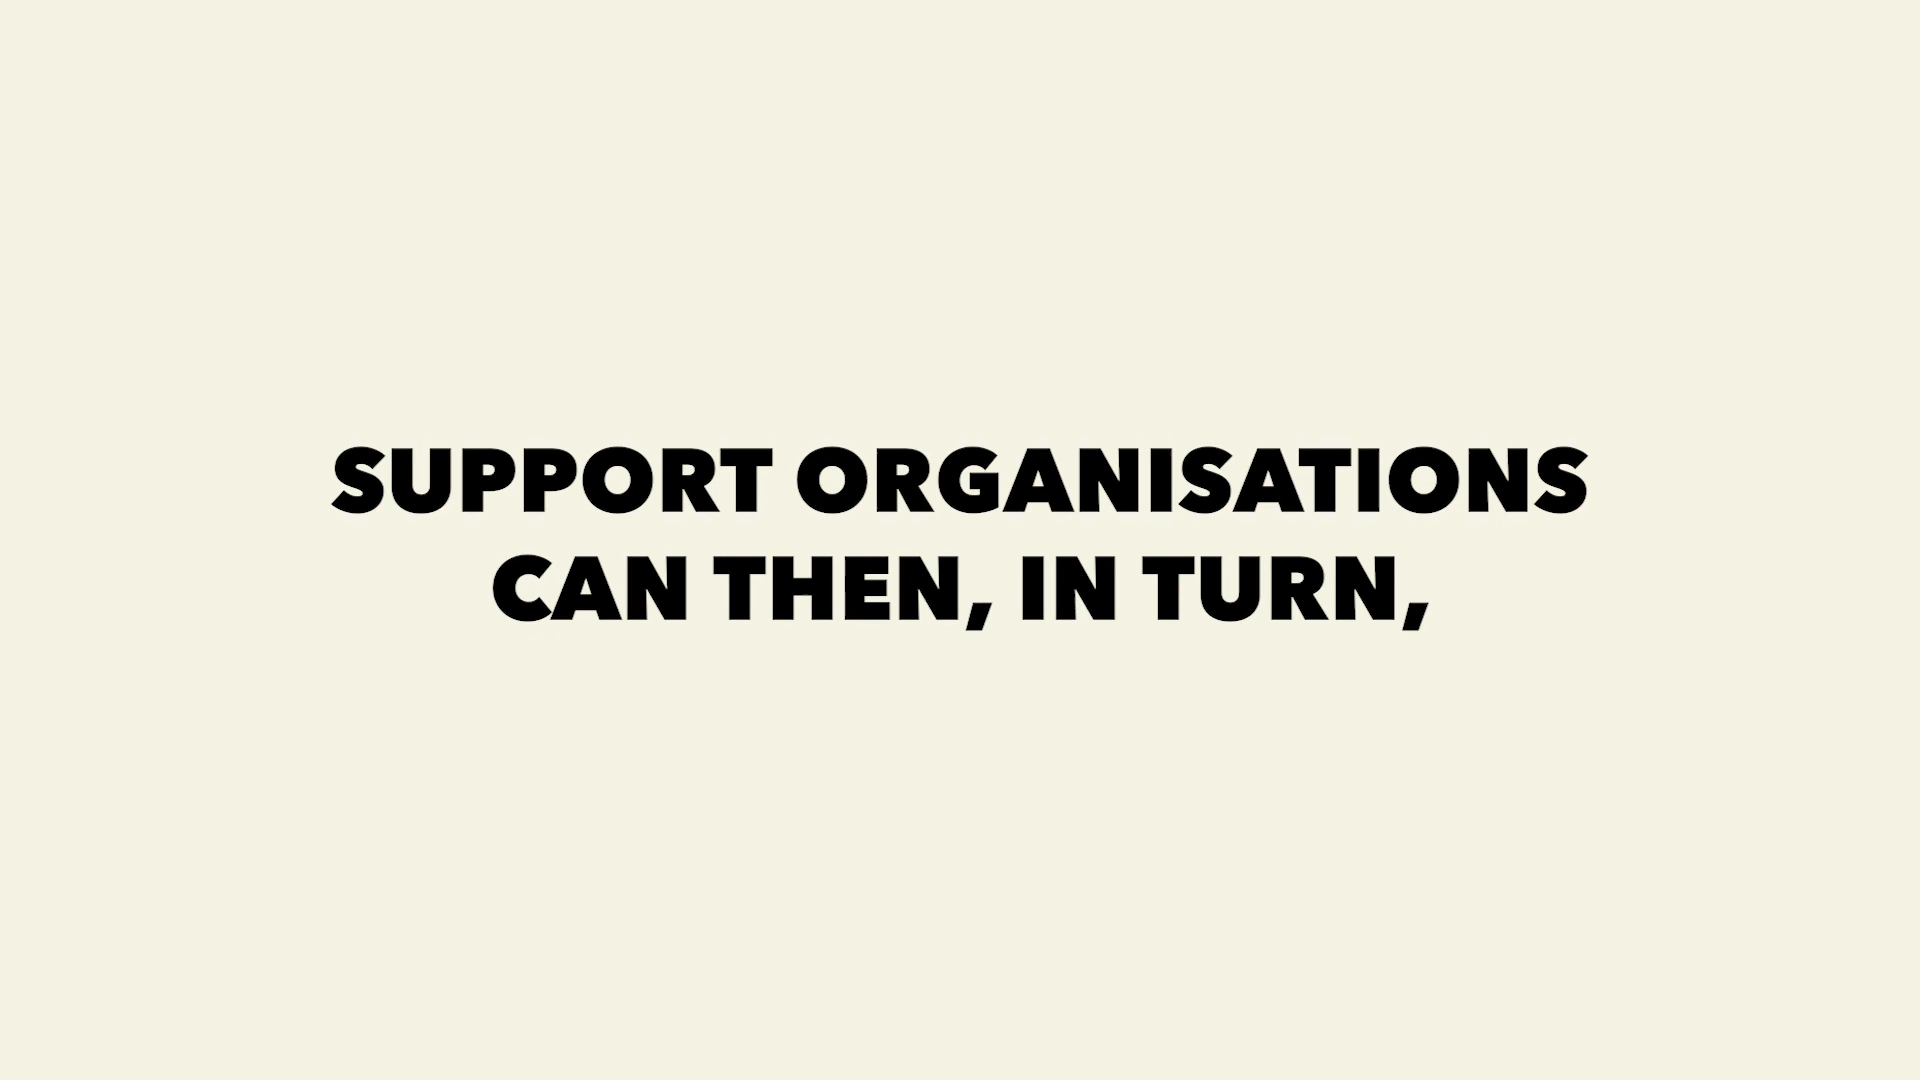 SUPPORT ORGANISATIONS
CAN THEN, IN TURN,